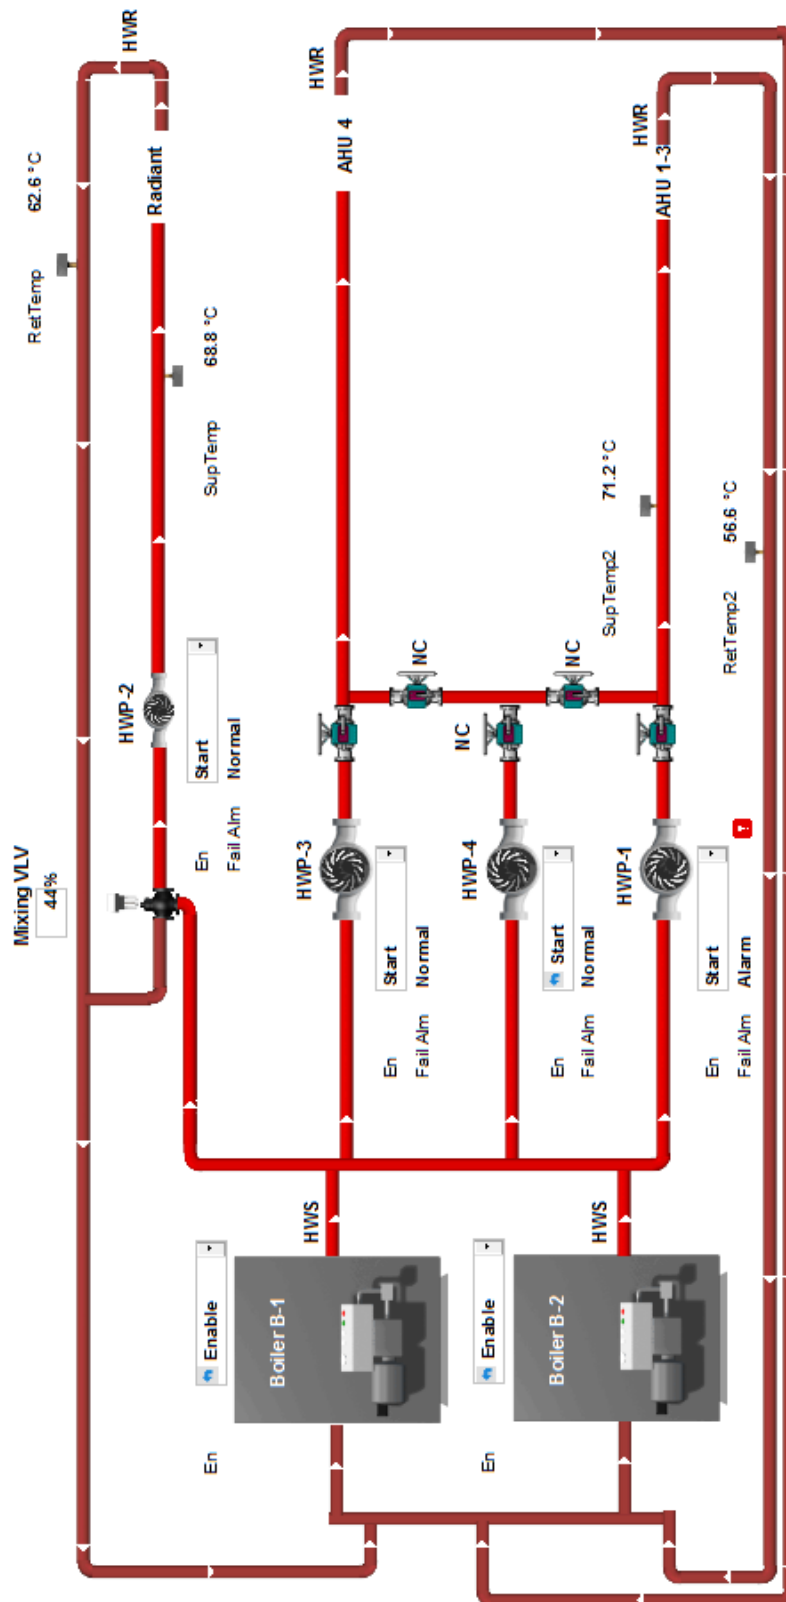 Boiler B-1
En
Enable
HWS
Boiler B-2
En
Enable
HWS
Mixing VLV
44%
HWP-2
En
Start
Fail Alm
Normal
SupTemp
68.8 °C
Radiant
HWR
RetTemp
62.6 °C
HWP-3
En
Start
Fail Alm
Normal
AHU 4
HWR
HWP-4
En
Start
Fail Alm
Normal
NC
NC
NC
HWP-1
En
Start
Fail Alm
Alarm
SupTemp2
71.2 °C
AHU 1-3
HWR
RetTemp2
56.6 °C